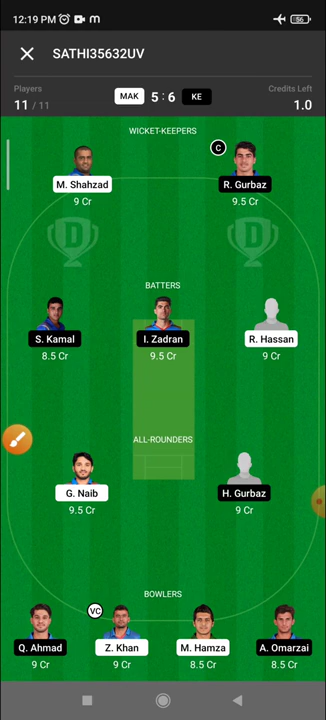 12:19 PM m 56
SATHI35632UV
Players
11 / 11
MAK 5 : 6 KE
Credits Left
1.0
WICKET-KEEPERS
C
M. Shahzad R. Gurbaz
9 Cr 9.5 Cr
D D
BATTERS
S. Kamal I. Zadran R. Hassan
8.5 Cr 9.5 Cr 9 Cr
ALL-ROUNDERS
G. Naib H. Gurbaz
9.5 Cr 9 Cr
BOWLERS
VC
Q. Ahmad Z. Khan M. Hamza A. Omarzai
9 Cr 9 Cr 8.5 Cr 8.5 Cr